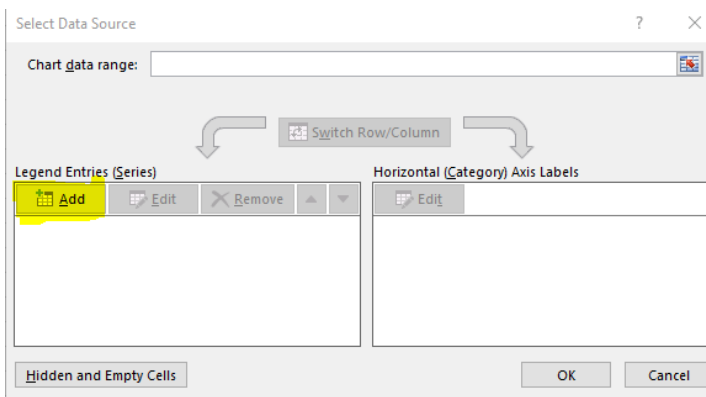 Select Data Source ? ×
Chart data range:
Switch Row/Column
Legend Entries (Series)
Horizontal (Category) Axis Labels
Add Edit Remove
Edit
Hidden and Empty Cells
OK Cancel